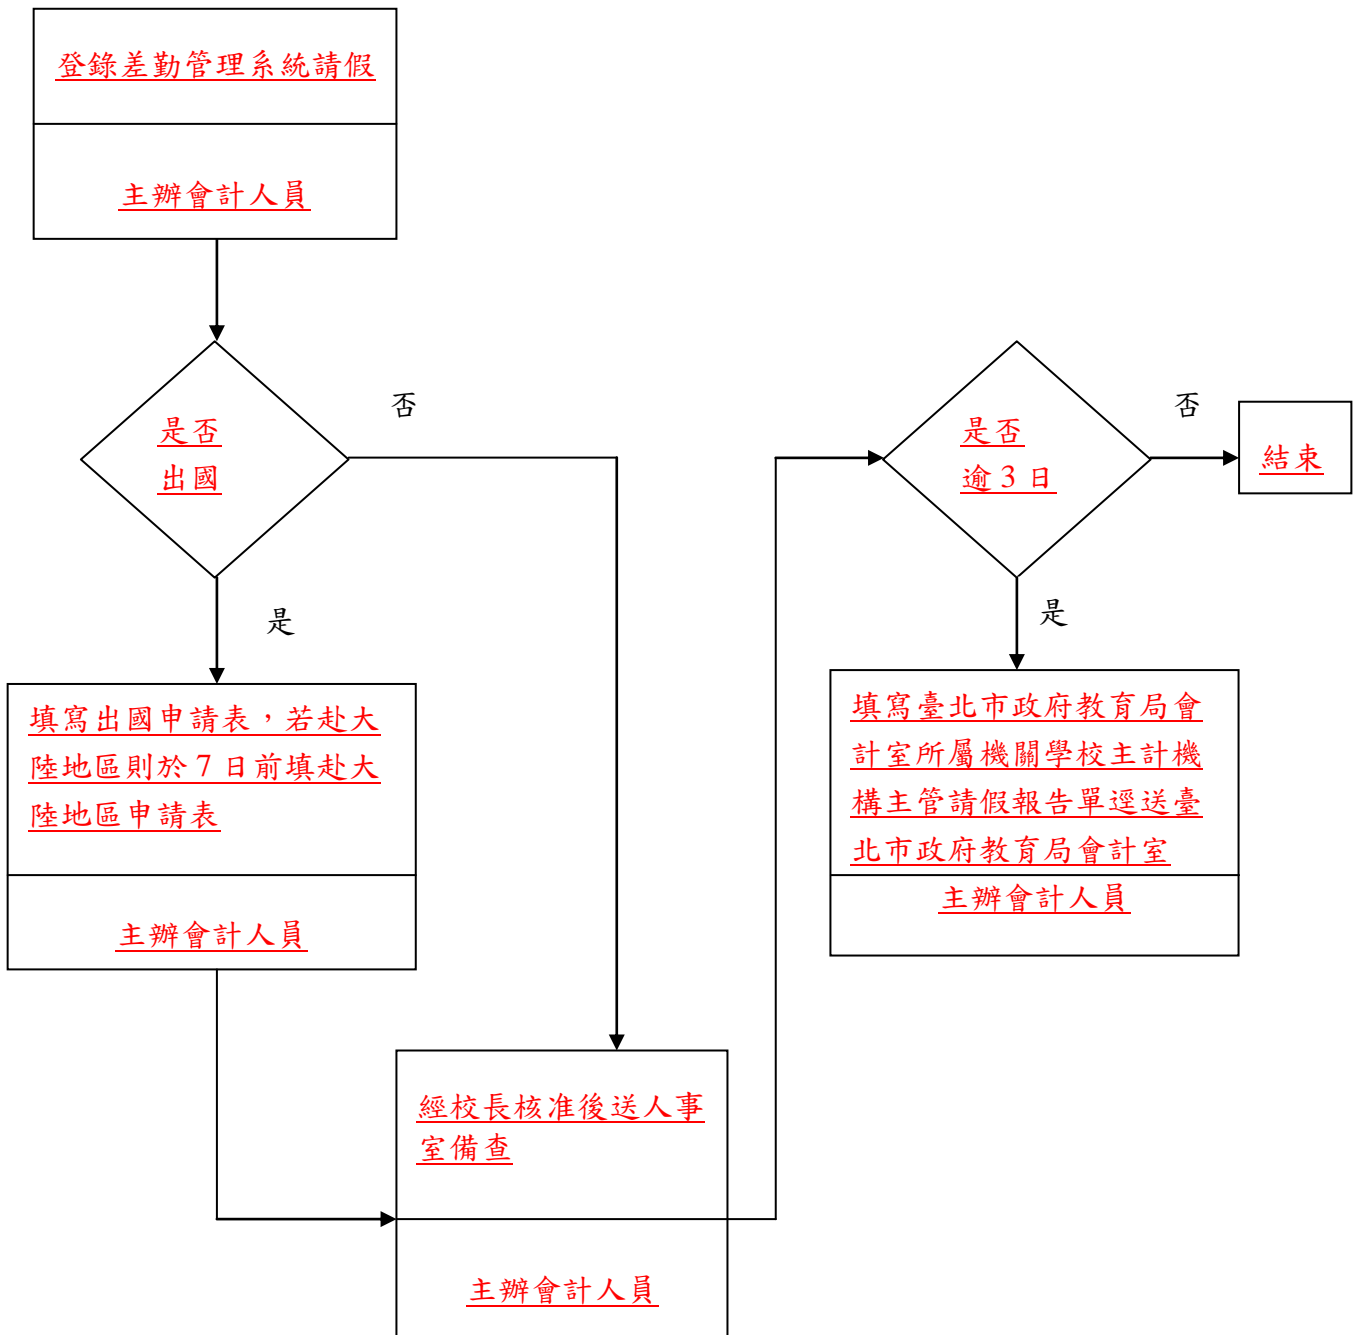 登錄差勤管理系統請假
主辦會計人員
是否
出國
否
是
填寫出國申請表，若赴大
陸地區則於 7 日前填赴大
陸地區申請表
主辦會計人員
經校長核准後送人事
室備查
主辦會計人員
是否
逾 3 日
否
結束
是
填寫臺北市政府教育局會
計室所屬機關學校主計機
構主管請假報告單逕送臺
北市政府教育局會計室
主辦會計人員